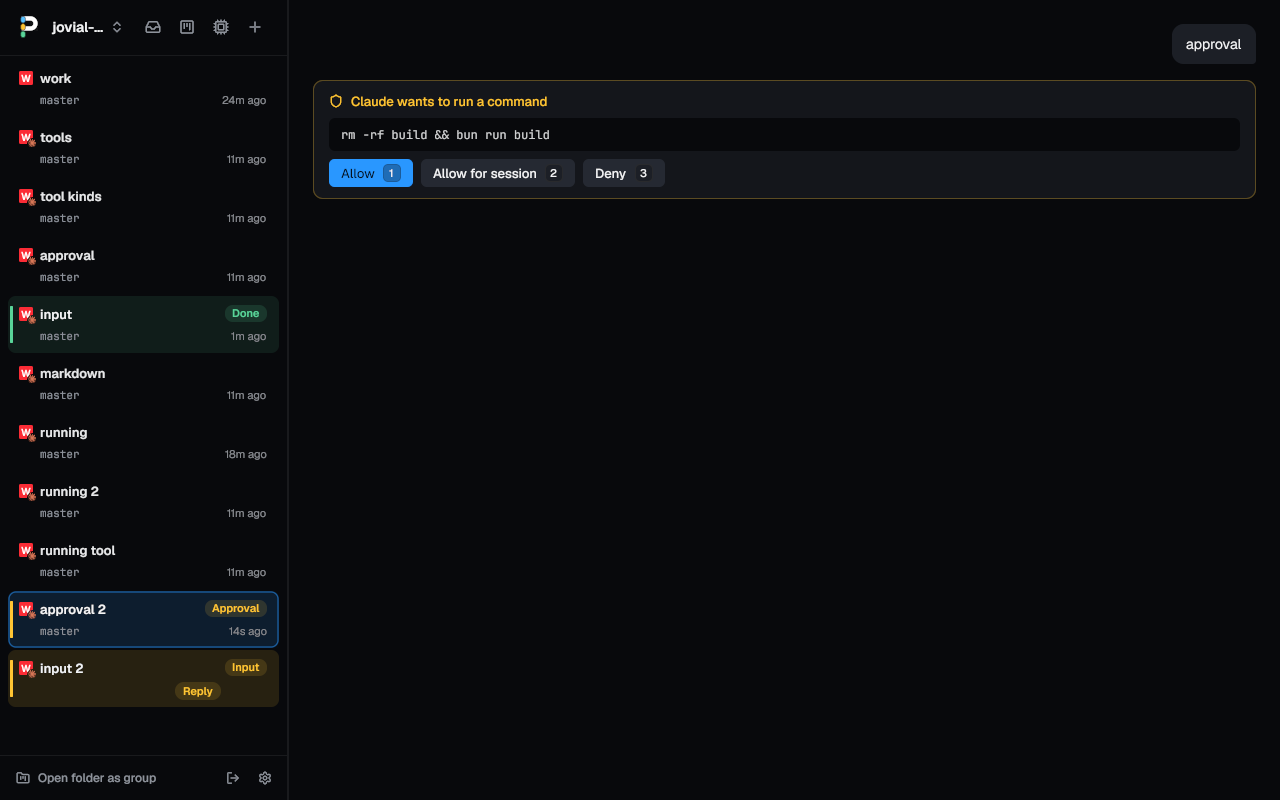 jovial-...
W work
master 24m ago
W tools
master 11m ago
W tool kinds
master 11m ago
W approval
master 11m ago
W input Done
master 1m ago
W markdown
master 11m ago
W running
master 18m ago
W running 2
master 11m ago
W running tool
master 11m ago
W approval 2 Approval
master 14s ago
W input 2 Input
Reply
Open folder as group
approval
Claude wants to run a command
rm -rf build && bun run build
Allow 1 Allow for session 2 Deny 3